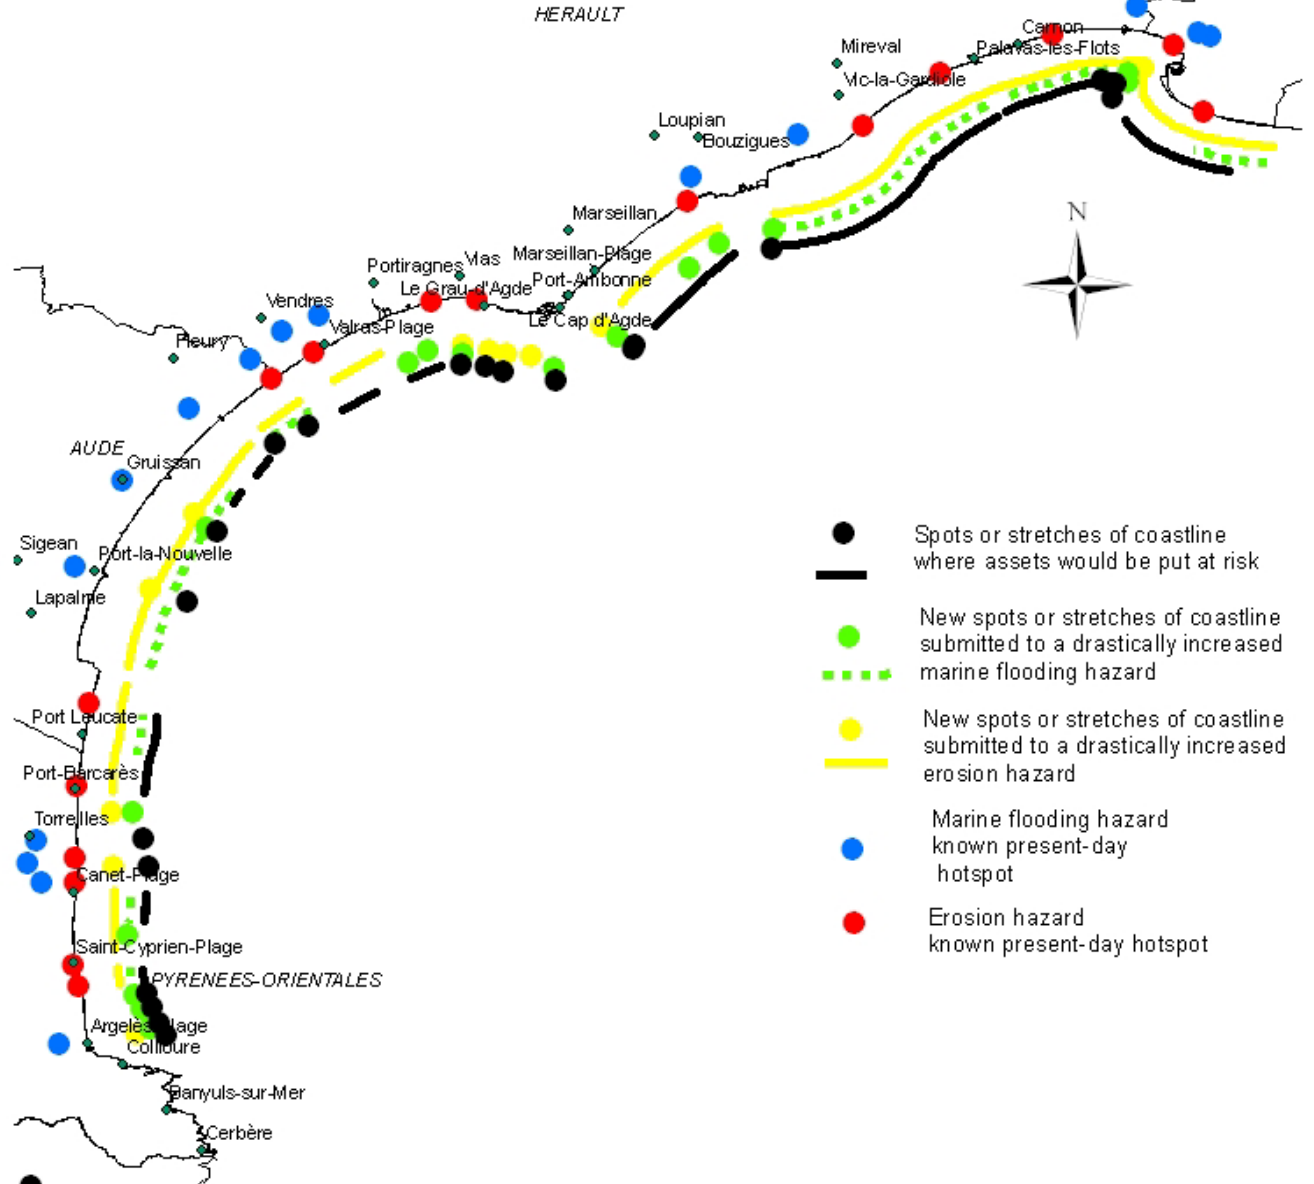 HERAULT
Carnon
Mireval
Palavas-les-Flots
Vic-la-Gardiole
Loupian
Bouzigues
N
Marseillan
Marseillan-Plage
Portiragnes
Vias
Port-Ambonne
Le Grau-d'Agde
Vendres
Le Cap d'Agde
Valras-Plage
Fleury
AUDE
Gruissan
Sigean
Port-la-Nouvelle
Lapalme
Port Leucate
Port-Barcarès
Torreilles
Canet-Plage
Saint-Cyprien-Plage
PYRENEES-ORIENTALES
Argelès-Plage
Collioure
Banyuls-sur-Mer
Cerbère
Spots or stretches of coastline
where assets would be put at risk
New spots or stretches of coastline
submitted to a drastically increased
marine flooding hazard
New spots or stretches of coastline
submitted to a drastically increased
erosion hazard
Marine flooding hazard
known present-day
hotspot
Erosion hazard
known present-day hotspot